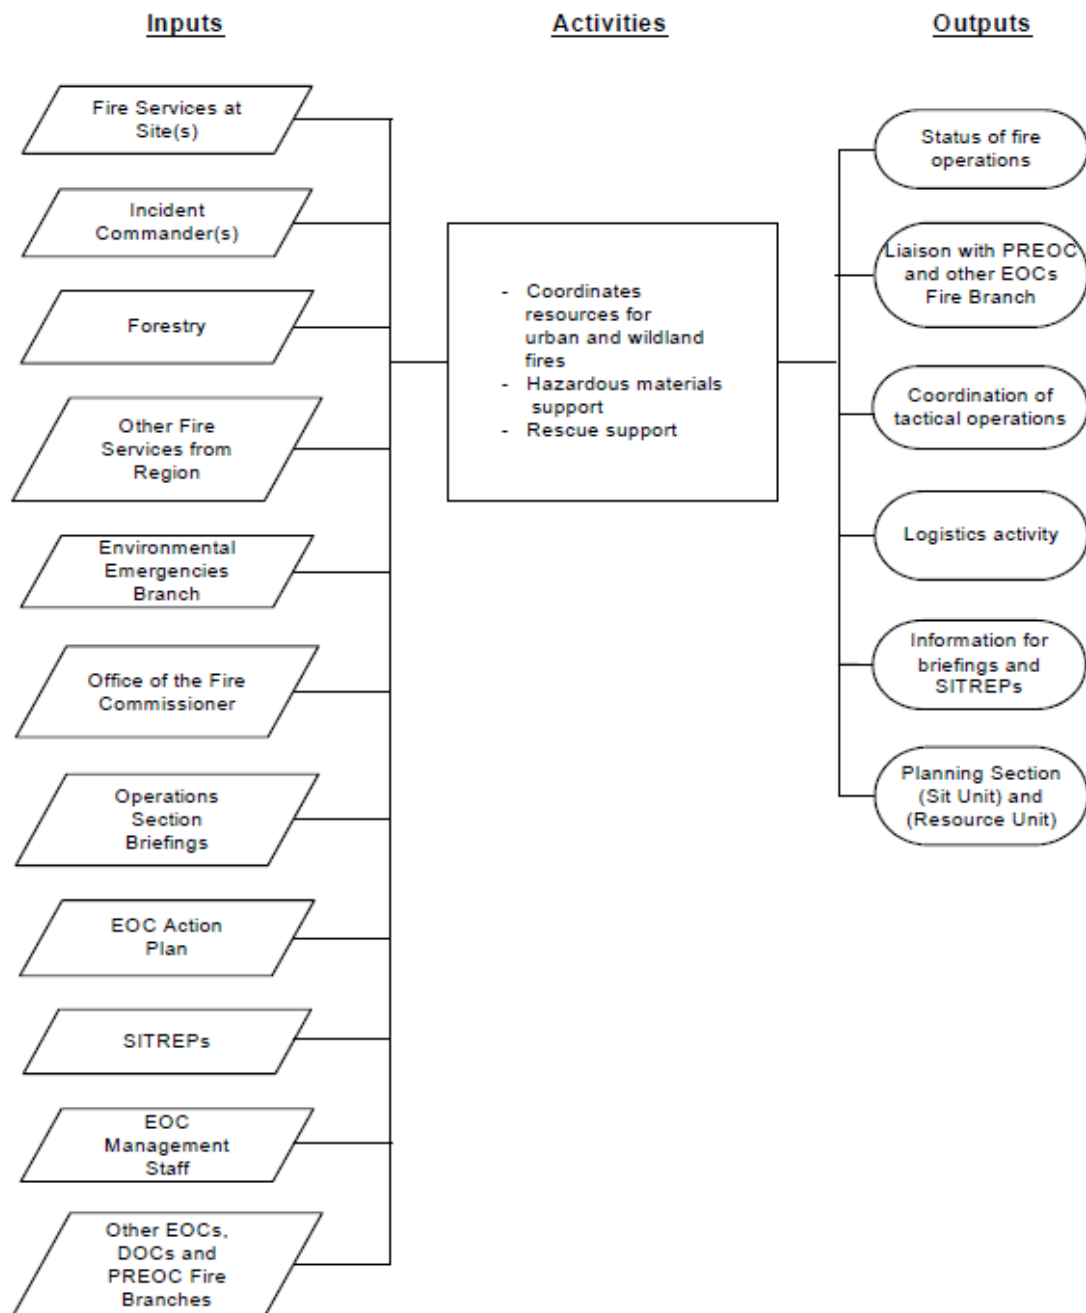 Inputs
Activities
Outputs
Fire Services at
Site(s)
Incident
Commander(s)
Forestry
Other Fire
Services from
Region
Environmental
Emergencies
Branch
Office of the Fire
Commissioner
Operations
Section
Briefings
EOC Action
Plan
SITREPs
EOC
Management
Staff
Other EOCs,
DOCs and
PREOC Fire
Branches
- Coordinates
resources for
urban and wildland
fires
- Hazardous materials
support
- Rescue support
Status of fire
operations
Liaison with PREOC
and other EOCs
Fire Branch
Coordination of
tactical operations
Logistics activity
Information for
briefings and
SITREPs
Planning Section
(Sit Unit) and
(Resource Unit)